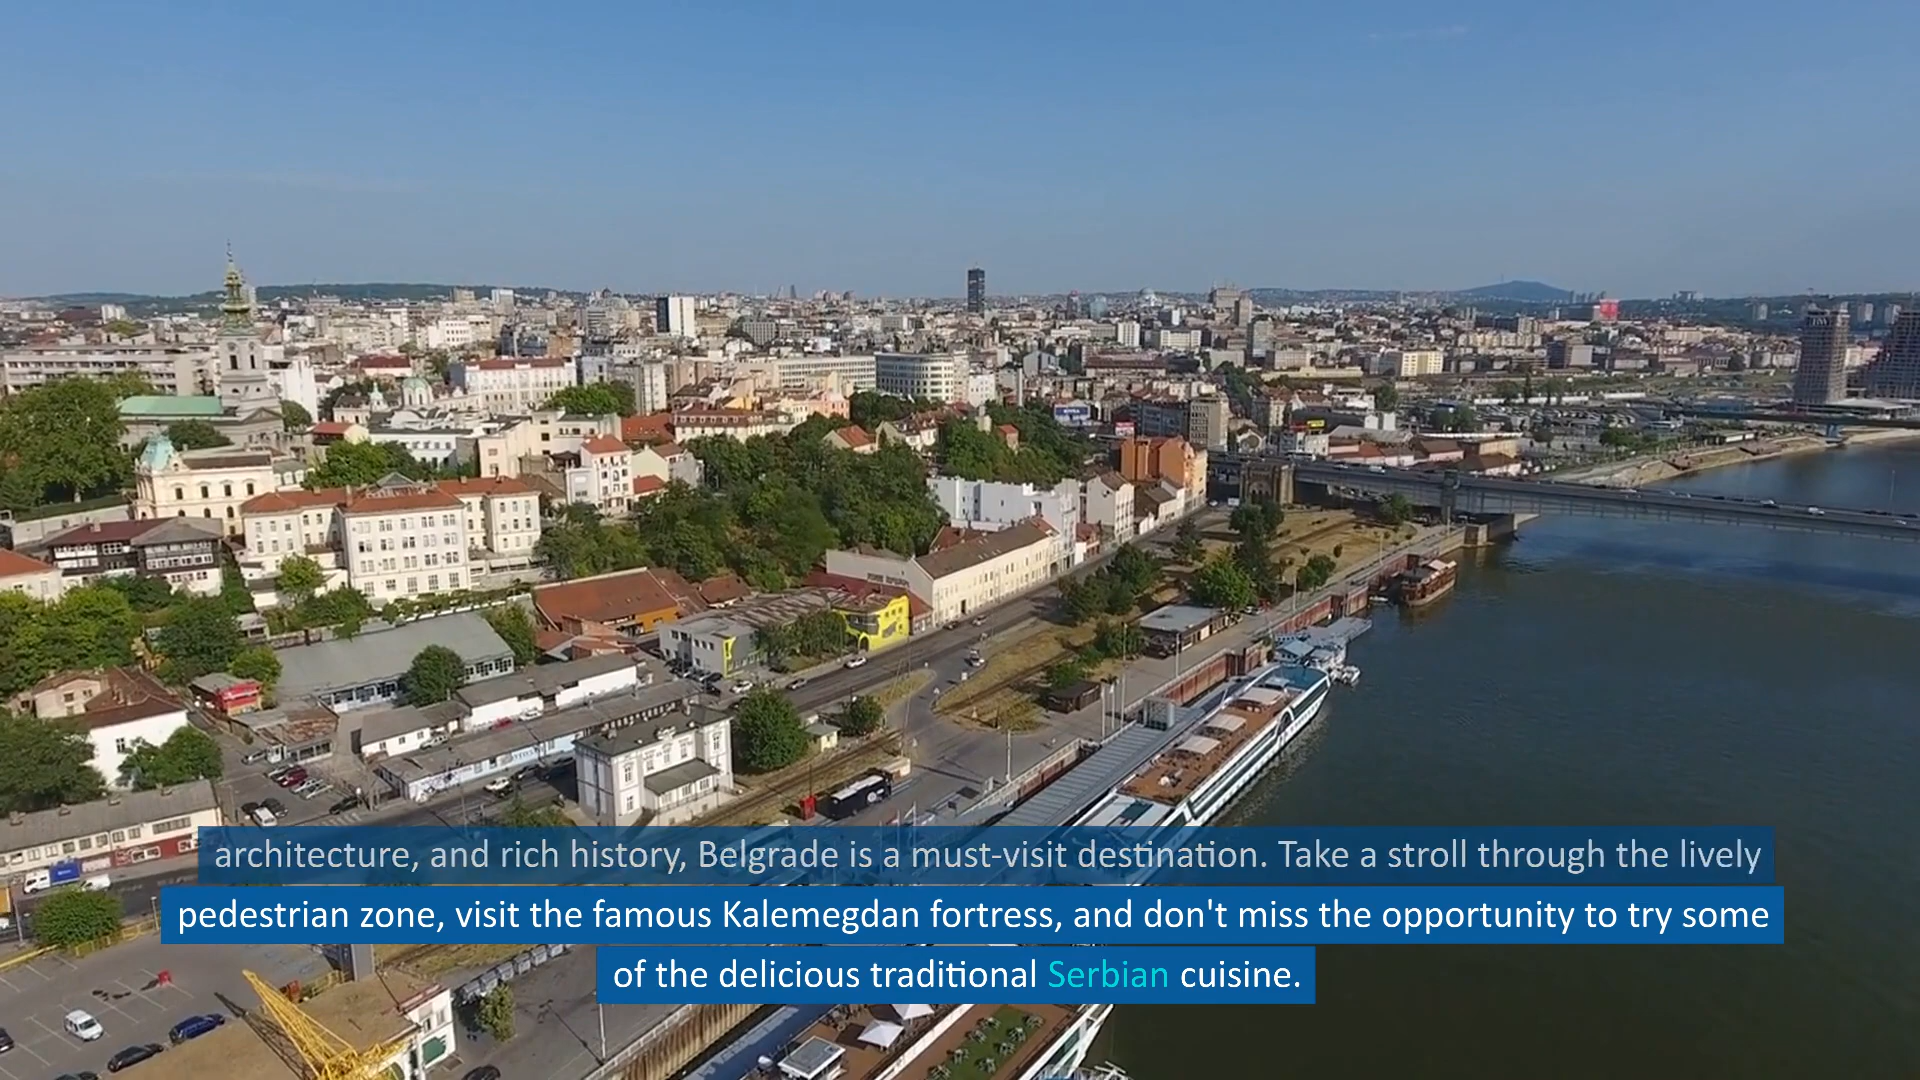 architecture, and rich history, Belgrade is a must-visit destination. Take a stroll through the lively
pedestrian zone, visit the famous Kalemegdan fortress, and don't miss the opportunity to try some
of the delicious traditional Serbian cuisine.